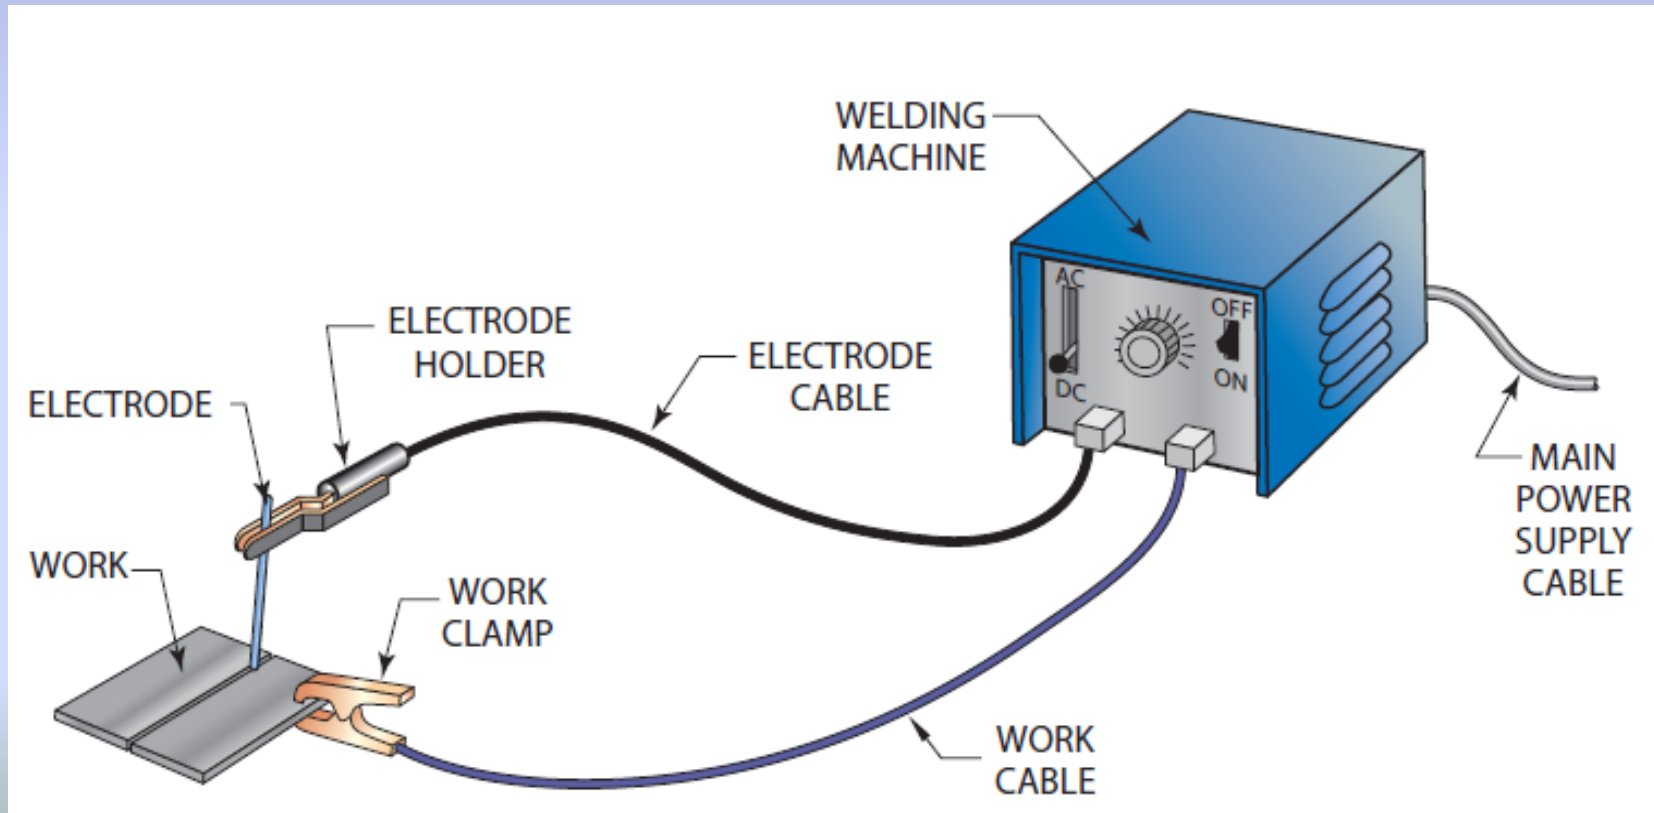 WELDING
MACHINE
AC
OFF
DC
ON
ELECTRODE
HOLDER
ELECTRODE
CABLE
ELECTRODE
MAIN
POWER
SUPPLY
CABLE
WORK
WORK
CLAMP
WORK
CABLE